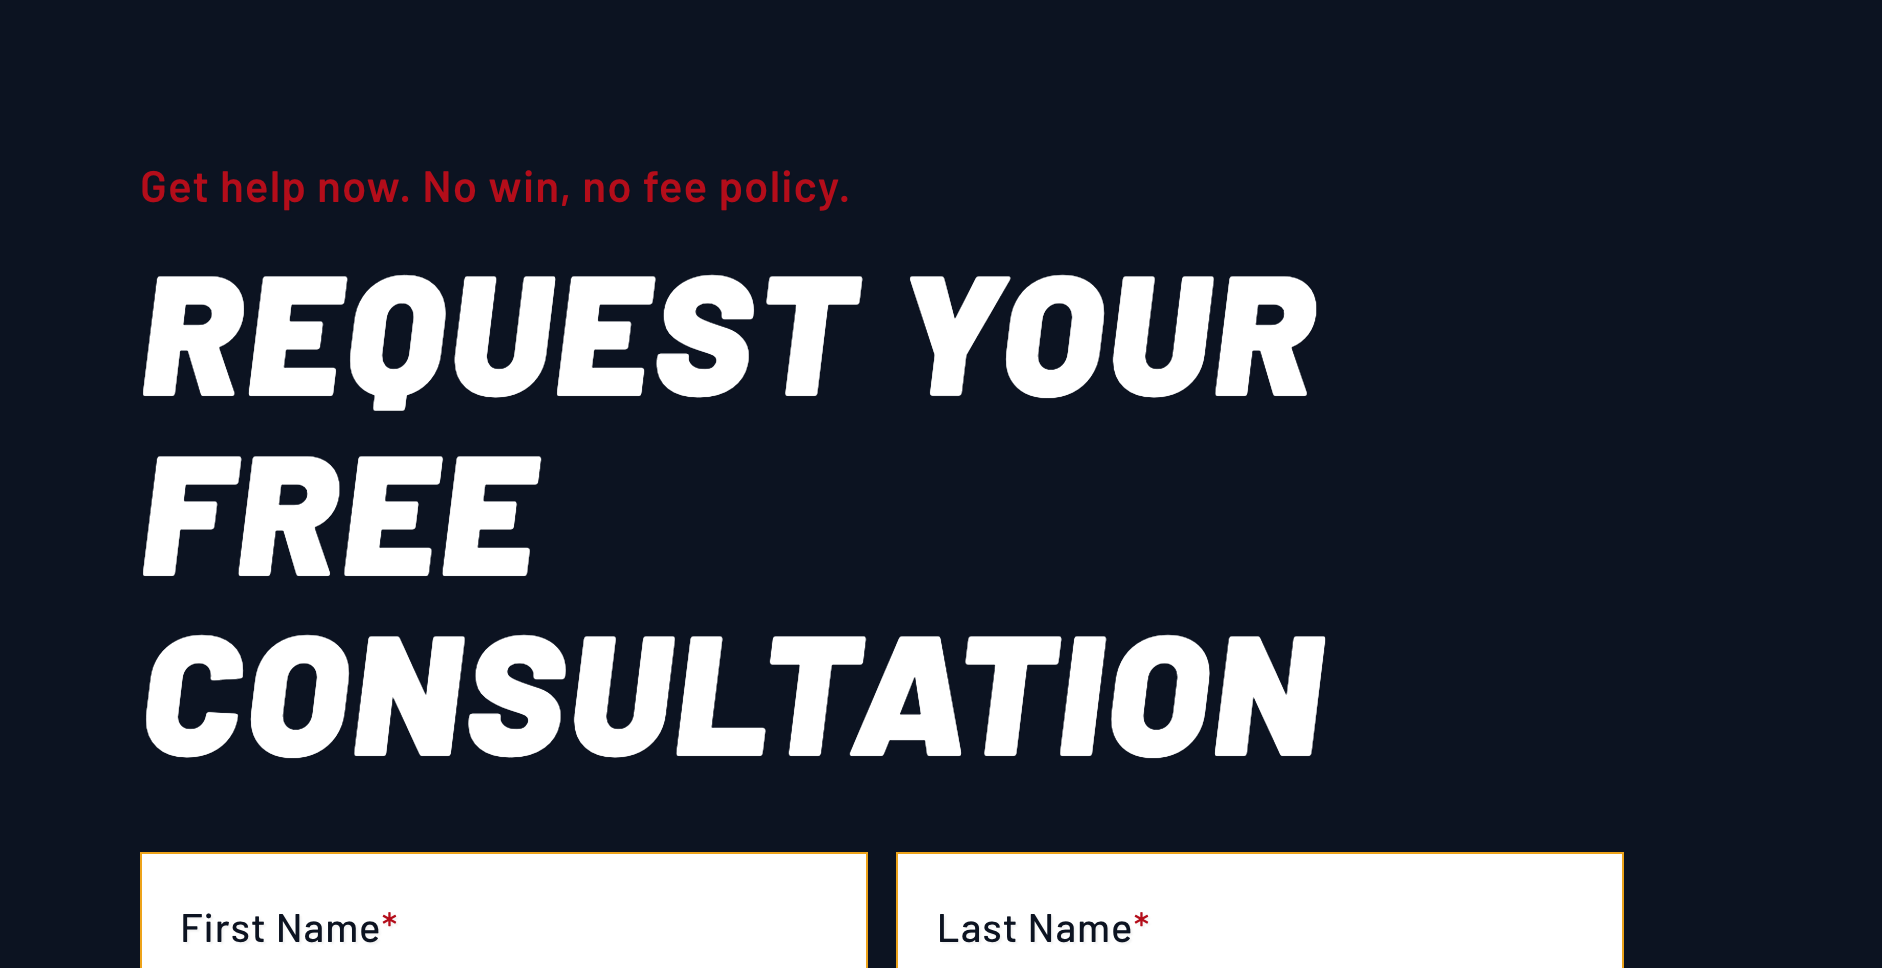 Get help now. No win, no fee policy.
REQUEST YOUR
FREE
CONSULTATION
First Name*
Last Name*